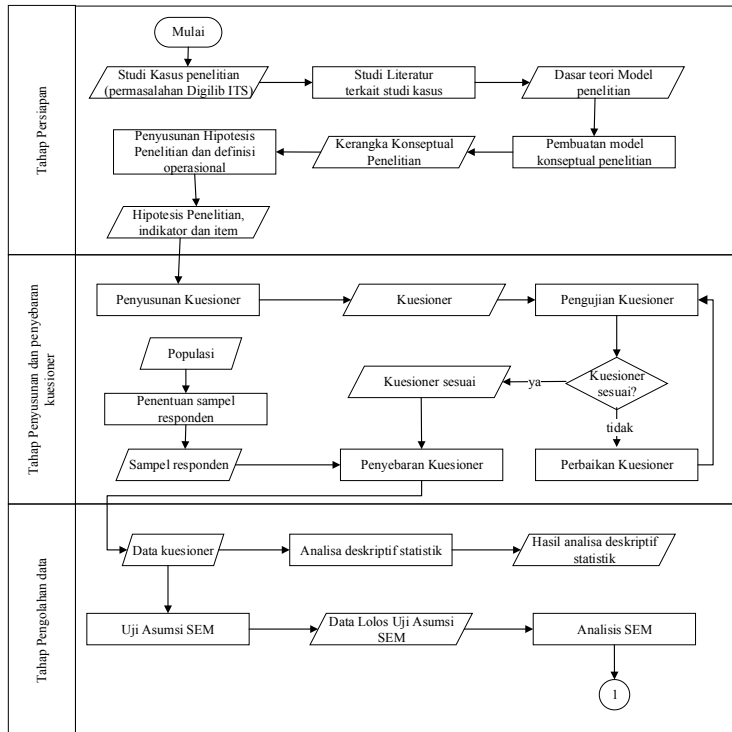 Tahap Persiapan
Mulai
Studi Kasus penelitian
(permasalahan Digilib ITS)
Studi Literatur
terkait studi kasus
Dasar teori Model
penelitian
Penyusunan Hipotesis
Penelitian dan definisi
operasional
Kerangka Konseptual
Penelitian
Pembuatan model
konseptual penelitian
Hipotesis Penelitian,
indikator dan item
Tahap Penyusunan dan penyebaran
kuesioner
Penyusunan Kuesioner
Kuesioner
Pengujian Kuesioner
Populasi
Kuesioner sesuai
ya
Kuesioner
sesuai?
Penentuan sampel
responden
tidak
Sampel responden
Penyebaran Kuesioner
Perbaikan Kuesioner
Tahap Pengolahan data
Data kuesioner
Analisa deskriptif statistik
Hasil analisa deskriptif
statistik
Uji Asumsi SEM
Data Lolos Uji Asumsi
SEM
Analisis SEM
1